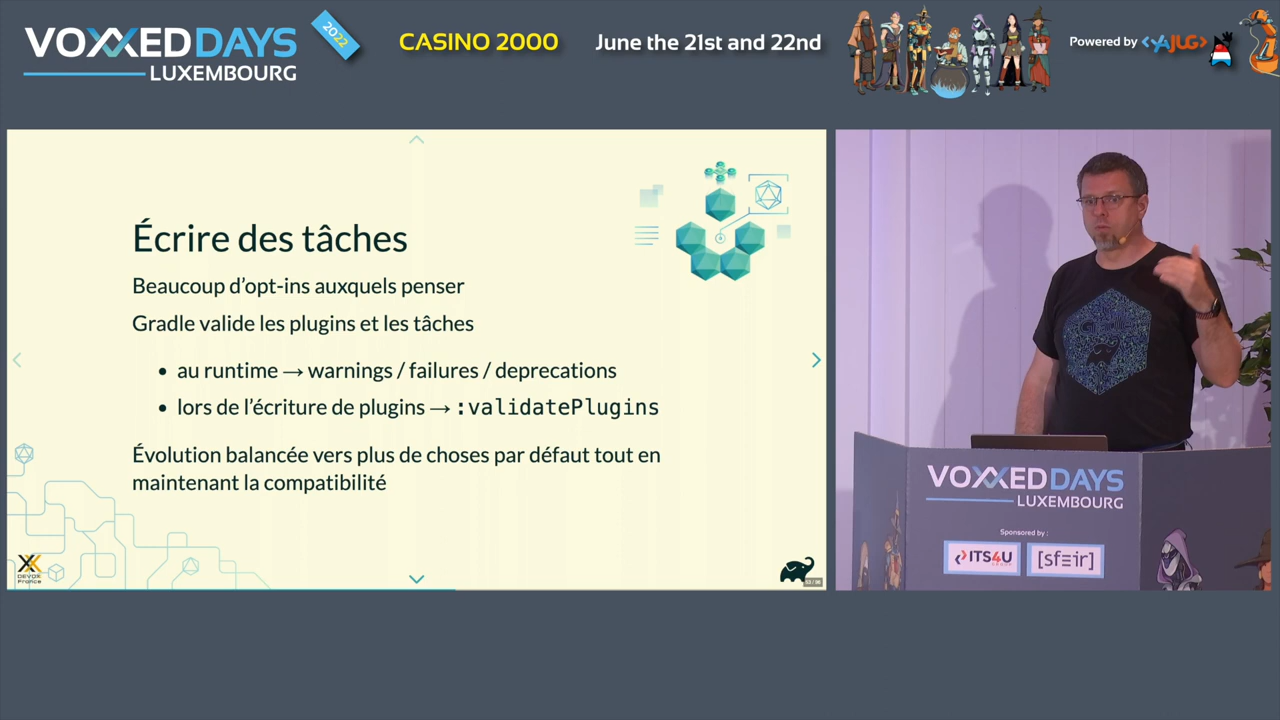 VOXXED DAYS
LUXEMBOURG
2022
CASINO 2000
June the 21st and 22nd
Powered by <YAJUG>
Écrire des tâches
Beaucoup d'opt-ins auxquels penser
Gradle valide les plugins et les tâches
• au runtime → warnings / failures / deprecations
• lors de l'écriture de plugins → :validatePlugins
Évolution balancée vers plus de choses par défaut tout en
maintenant la compatibilité
DEVOXX
France
VOXXED DAYS
LUXEMBOURG
Sponsored by :
ITS4U
[sfeir]